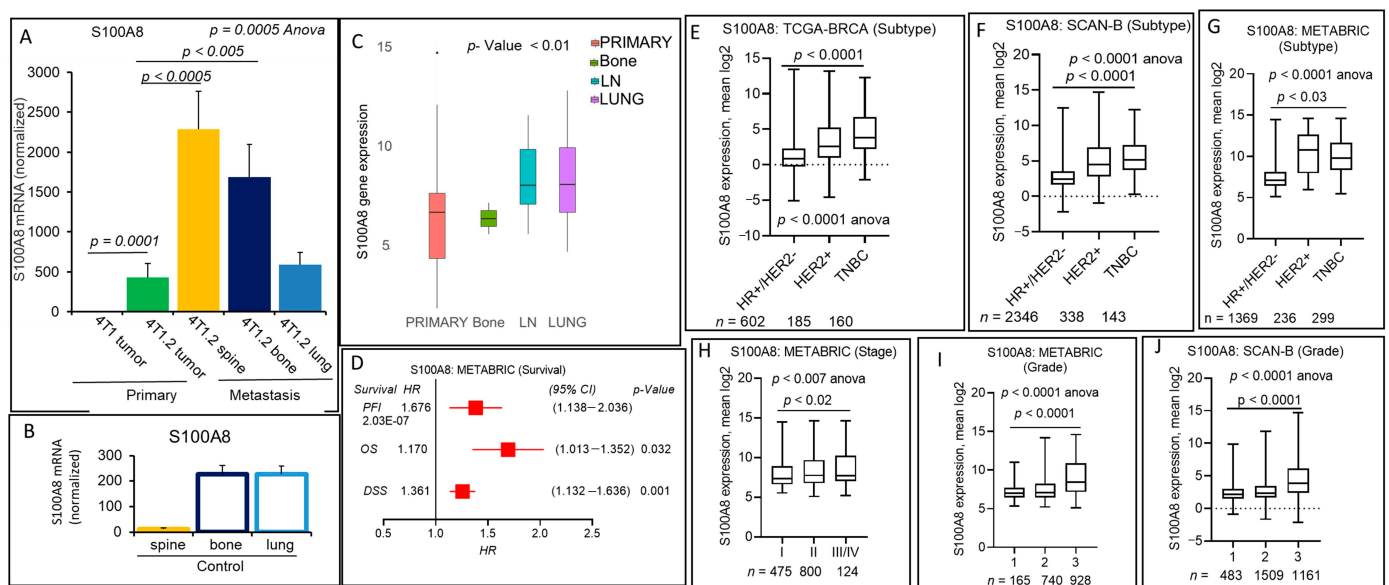 A
S100A8
p = 0.0005 Anova
p < 0.005
p < 0.0005
p = 0.0001
S100A8 mRNA (normalized)
3000
2500
2000
1500
1000
500
0
4T1 tumor
4T1.2 tumor
4T1.2 spine
4T1.2 bone
4T1.2 lung
Primary
Metastasis
B
S100A8
S1000A8 mRNA
(normalized)
300
200
100
0
spine
bone
lung
Control
C
p- Value < 0.01
PRIMARY
Bone
LN
LUNG
S100A8 gene expression
15
10
5
PRIMARY
Bone
LN
LUNG
D
S100A8: METABRIC (Survival)
Survival HR (95% CI) p-Value
PFI 1.676 (1.138−2.036)
2.03E-07
OS 1.170 (1.013−1.352) 0.032
DSS 1.361 (1.132−1.636) 0.001
0.5 1.0 1.5 2.0 2.5
HR
E
S100A8: TCGA-BRCA (Subtype)
p <0.0001
S100A8 expression, mean log2
15
10
5
0
−5
−10
p <0.0001 anova
HR+/HER2-
HER2+
TNBC
n = 602 185 160
F
S100A8: SCAN-B (Subtype)
p <0.0001 anova
p <0.0001
S100A8 expression, mean log2
20
15
10
5
0
−5
HR+/HER2-
HER2+
TNBC
n = 2346 338 143
G
S100A8: METABRIC
(Subtype)
p <0.0001 anova
p < 0.03
S100A8 expression, mean log2
20
15
10
5
0
HR+/HER2-
HER2+
TNBC
n = 1369 236 299
H
S100A8: METABRIC (Stage)
p < 0.007 anova
p < 0.02
S100A8 expression, mean log2
20
15
10
5
0
I II III/IV
n = 475 800 124
I
S100A8: METABRIC
(Grade)
p <0.0001 anova
p <0.0001
S100A8 expression, mean log2
20
15
10
5
0
1 2 3
n = 165 740 928
J
S100A8: SCAN-B (Grade)
p < 0.0001 anova
p <0.0001
S100A8 expression, mean log2
20
15
10
5
0
−5
1 2 3
n = 483 1509 1161